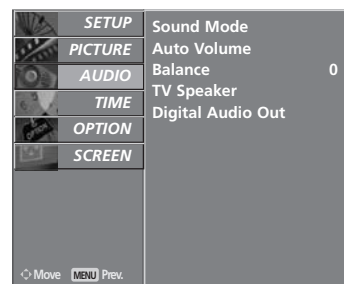 SETUP
PICTURE
AUDIO
TIME
OPTION
SCREEN
Move MENU Prev.
Sound Mode
Auto Volume
Balance 0
TV Speaker
Digital Audio Out